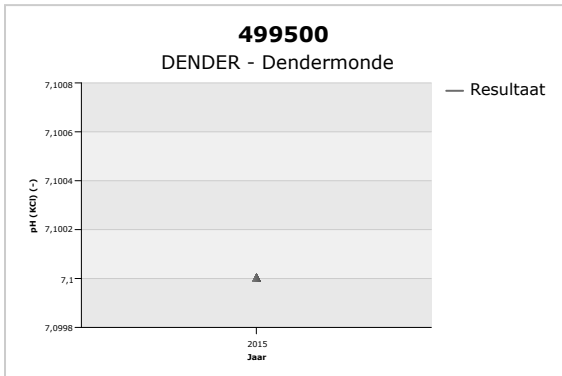 499500
DENDER - Dendermonde
Resultaat
7,1008
7,1006
7,1004
7,1002
7,1
7,0998
pH (KCl) (-)
2015
Jaar